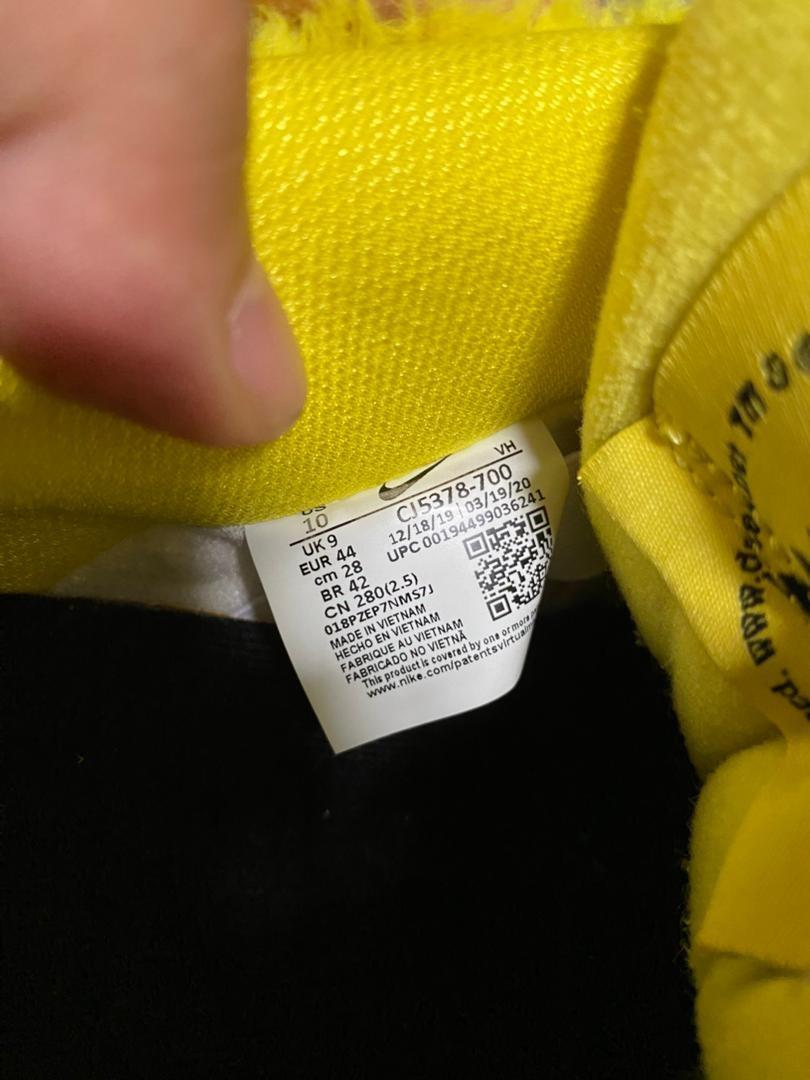 VH
US
10
CJ5378-700
12/18/19 03/19/20
UPC 00194499036241
UK 9
EUR 44
cm 28
BR 42
CN 280(2.5)
018PZEP7NMS7J
MADE IN VIETNAM
HECHO EN VIETNAM
FABRIQUE AU VIETNAM
FABRICADO NO VIETNÃ
This product is covered by one or more
www.nike.com/patentsvirtual
www.d